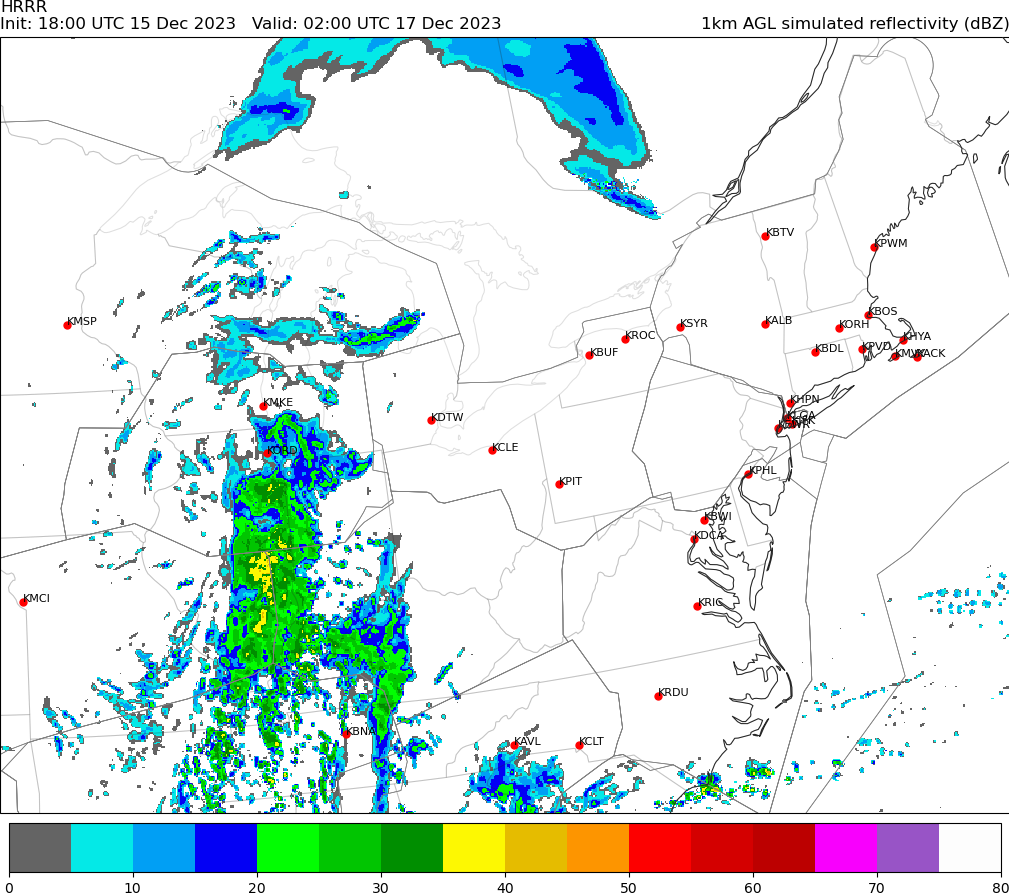 HRRR
Init: 18:00 UTC 15 Dec 2023 Valid: 02:00 UTC 17 Dec 2023 1km AGL simulated reflectivity (dBZ)
KBTV
KPWM
KMSP
KSYR
KALB
KBOS
KORH
KROC
KHYA
KBUF
KBDL
KPVD
KACK
KMKE
KHPN
KDTW
KLGA
KORD
KCLE
KPHL
KPIT
KBWI
KDCA
KMCI
KRIC
KRDU
KBNA
KAVL
KCLT
0 10 20 30 40 50 60 70 80